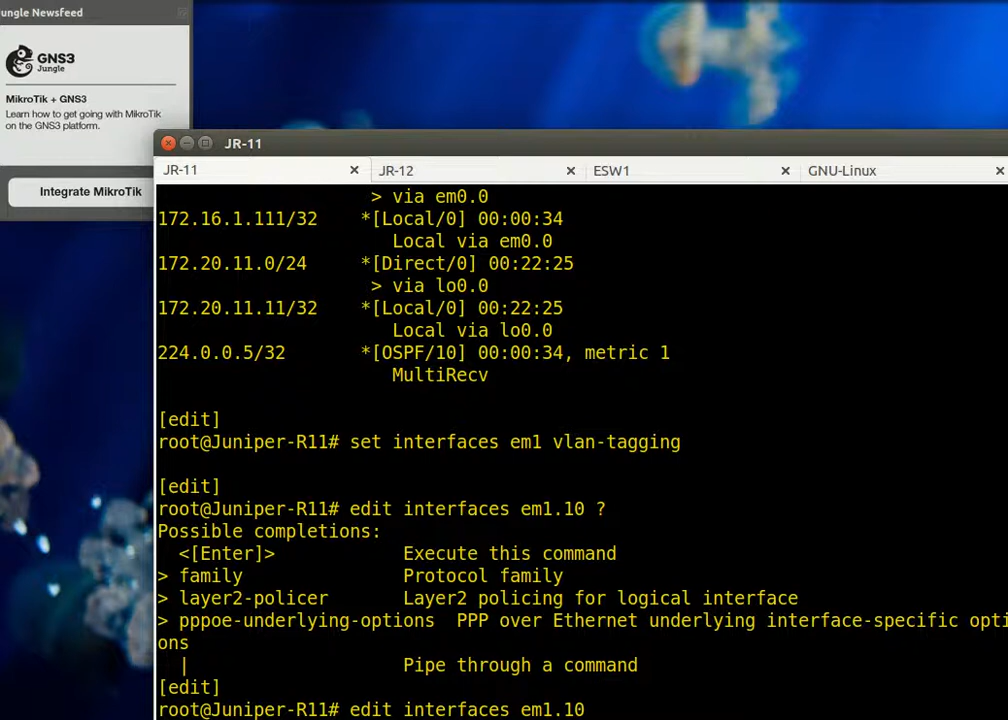 ungle Newsfeed
GNS3
Jungle
MikroTik + GNS3
Learn how to get going with MikroTik
on the GNS3 platform.
Integrate MikroTik
JR-11
JR-11 JR-12 ESW1 GNU-Linux
> via em0.0
172.16.1.111/32 *[Local/0] 00:00:34
Local via em0.0
172.20.11.0/24 *[Direct/0] 00:22:25
> via lo0.0
172.20.11.11/32 *[Local/0] 00:22:25
Local via lo0.0
224.0.0.5/32 *[OSPF/10] 00:00:34, metric 1
MultiRecv
[edit]
root@Juniper-R11# set interfaces em1 vlan-tagging
[edit]
root@Juniper-R11# edit interfaces em1.10 ?
Possible completions:
<[Enter]> Execute this command
> family Protocol family
> layer2-policer Layer2 policing for logical interface
> pppoe-underlying-options PPP over Ethernet underlying interface-specific opti
ons
| Pipe through a command
[edit]
root@Juniper-R11# edit interfaces em1.10